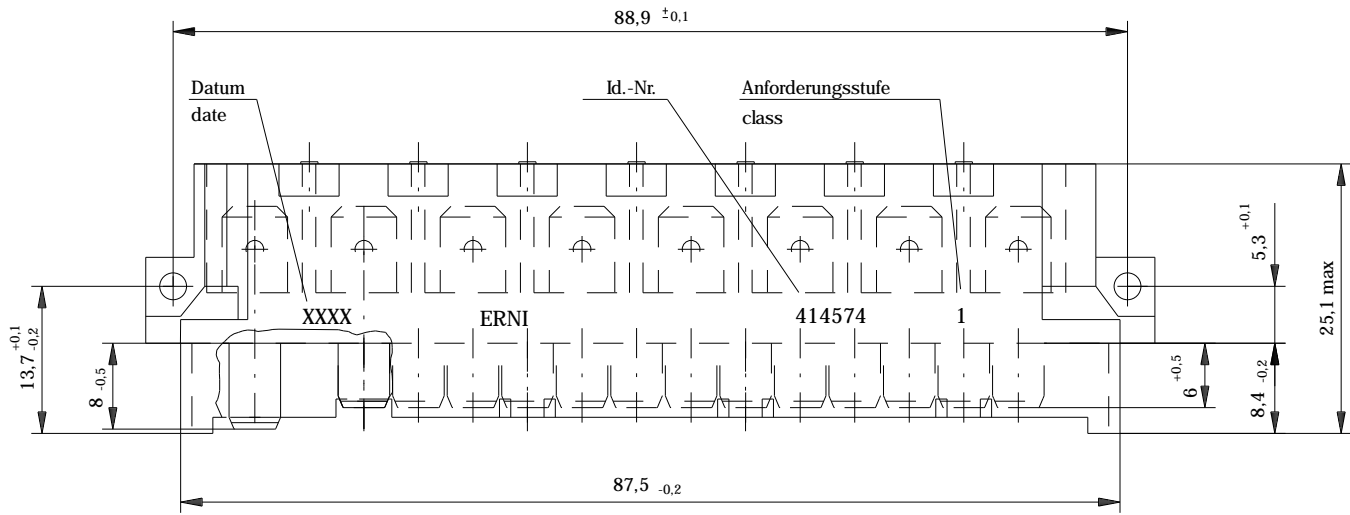 88,9 ±0,1
Datum
date
Id.-Nr.
Anforderungsstufe
class
5,3 +0,1
25,1 max
XXXX
ERNI
414574
1
13,7 +0,1 -0,2
8 -0,5
6 +0,5
8,4 -0,2
87,5 -0,2